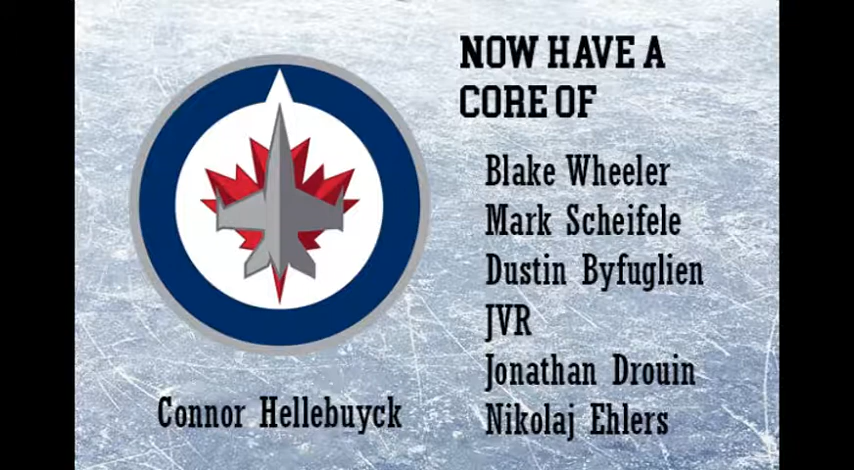 NOW HAVE A
CORE OF
Blake Wheeler
Mark Scheifele
Dustin Byfuglien
JVR
Jonathan Drouin
Nikolaj Ehlers
Connor Hellebuyck